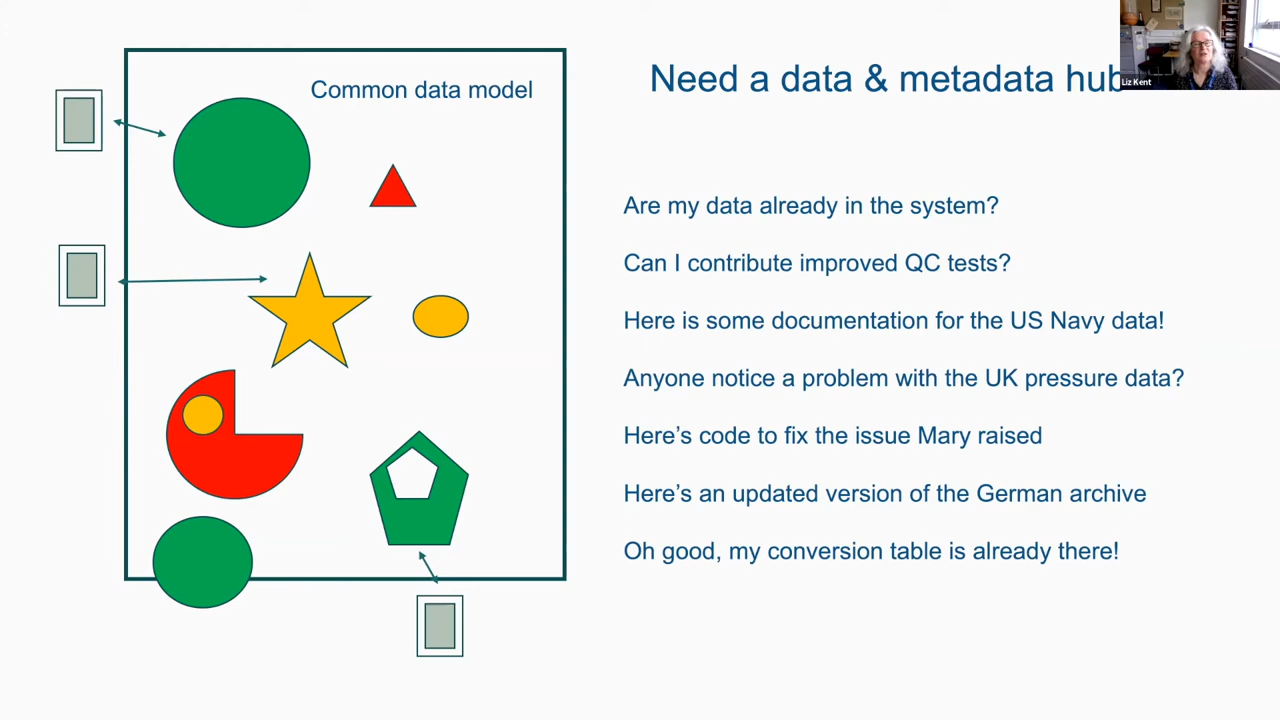 Common data model
Need a data & metadata hub
Liz Kent
Are my data already in the system?
Can I contribute improved QC tests?
Here is some documentation for the US Navy data!
Anyone notice a problem with the UK pressure data?
Here's code to fix the issue Mary raised
Here's an updated version of the German archive
Oh good, my conversion table is already there!